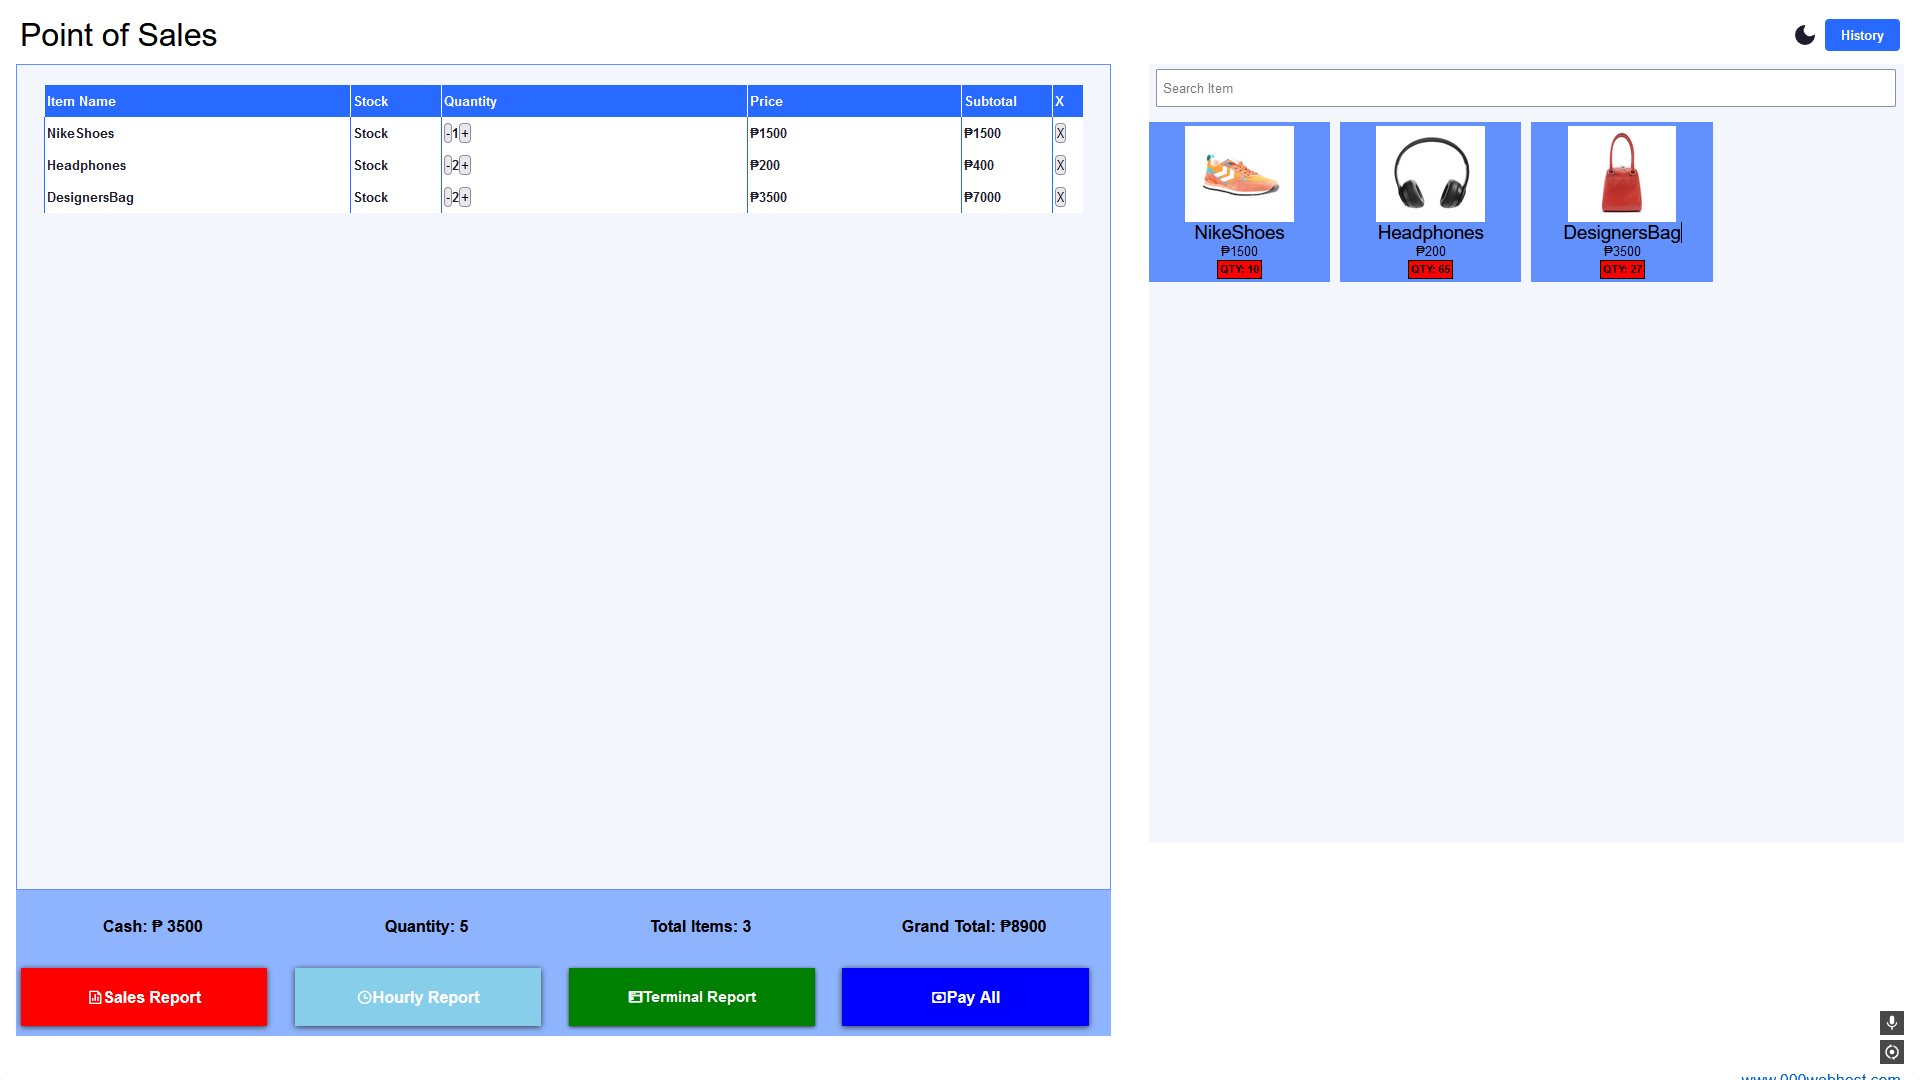 Point of Sales
History
Item Name Stock Quantity Price Subtotal X
NikeShoes Stock -1+ ₱1500 ₱1500 X
Headphones Stock -2+ ₱200 ₱400 X
DesignersBag Stock -2+ ₱3500 ₱7000 X
Cash: ₱ 3500 Quantity: 5 Total Items: 3 Grand Total: ₱8900
Sales Report Hourly Report Terminal Report Pay All
Search Item
NikeShoes
₱1500
QTY: 10
Headphones
₱200
QTY: 65
DesignersBag
₱3500
QTY: 27
www.000webhost.com